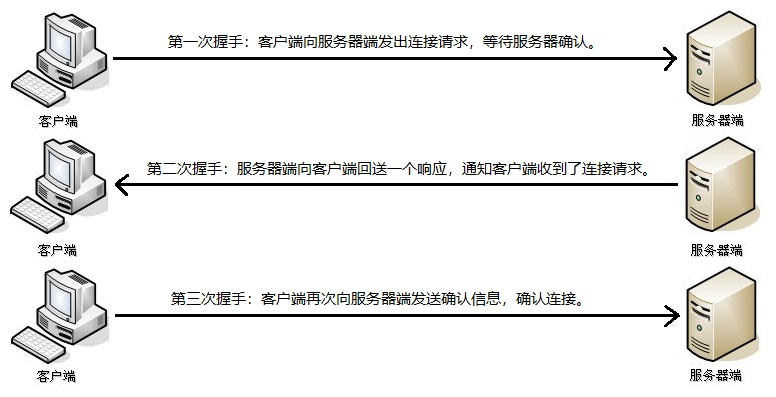 第一次握手：客户端向服务器端发出连接请求，等待服务器确认。
客户端
服务器端
第二次握手：服务器端向客户端回送一个响应，通知客户端收到了连接请求。
客户端
服务器端
第三次握手：客户端再次向服务器端发送确认信息，确认连接。
客户端
服务器端